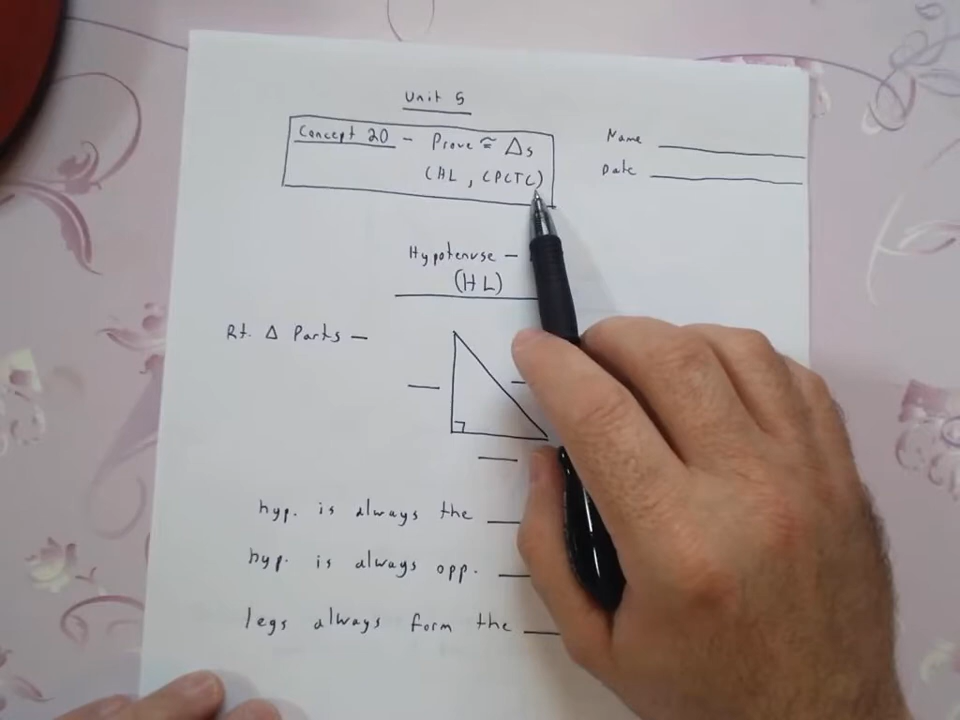 Unit 5
Concept 20 - Prove ≅ △s
(HL, CPCTC)
Name
Date
Hypotenuse -
(HL)
Rt. △ Parts -
hyp. is always the
hyp. is always opp.
legs always form the